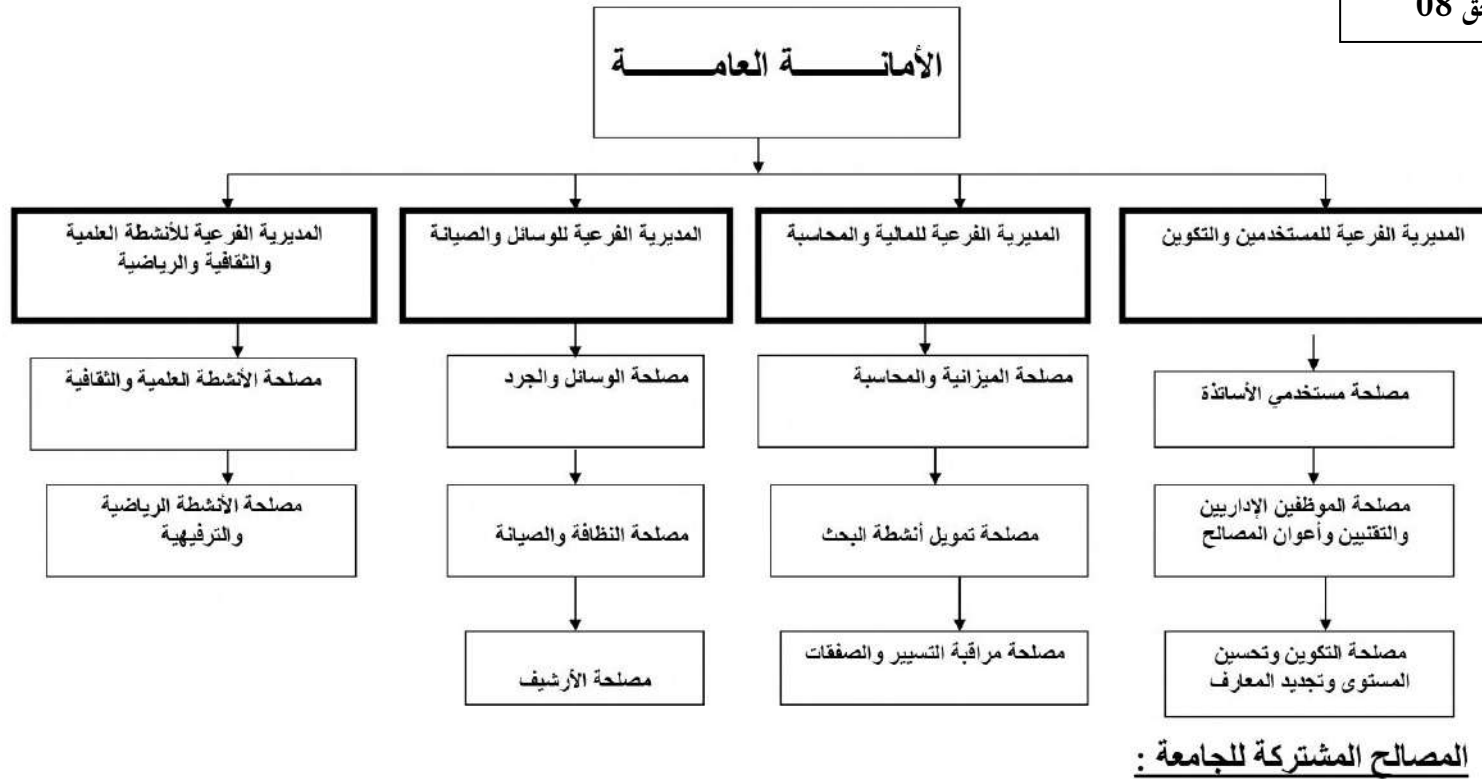 08
الأمانــــــــة العامـــــــــة
المديرية الفرعية للمستخدمين والتكوين
المديرية الفرعية للمالية والمحاسبة
المديرية الفرعية للوسائل والصيانة
المديرية الفرعية للأنشطة العلمية
والثقافية والرياضية
مصلحة مستخدمي الأساتذة
مصلحة الميزانية والمحاسبة
مصلحة الوسائل والجرد
مصلحة الأنشطة العلمية والثقافية
مصلحة الموظفين الإداريين
والتقنيين وأعوان المصالح
مصلحة تمويل أنشطة البحث
مصلحة النظافة والصيانة
مصلحة الأنشطة الرياضية
والترفيهية
مصلحة التكوين وتحسين
المستوى وتجديد المعارف
مصلحة مراقبة التسيير والصفقات
مصلحة الأرشيف
المصالح المشتركة للجامعة :